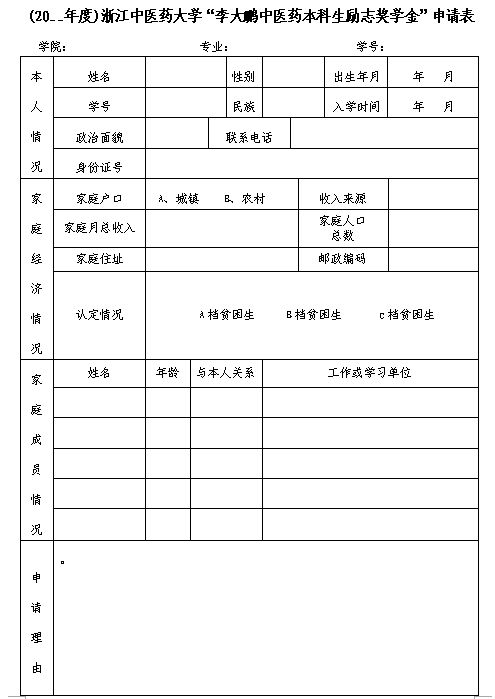 (20__年度)浙江中医药大学“李大鹏中医药本科生励志奖学金”申请表
学院： 专业： 学号：
本人情况
姓名 性别 出生年月 年 月
学号 民族 入学时间 年 月
政治面貌 联系电话
身份证号
家庭经济情况
家庭户口 A、城镇 B、农村 收入来源
家庭月总收入 家庭人口总数
家庭住址 邮政编码
认定情况 A档贫困生 B档贫困生 C档贫困生
家庭成员情况
姓名 年龄 与本人关系 工作或学习单位
申请理由
。